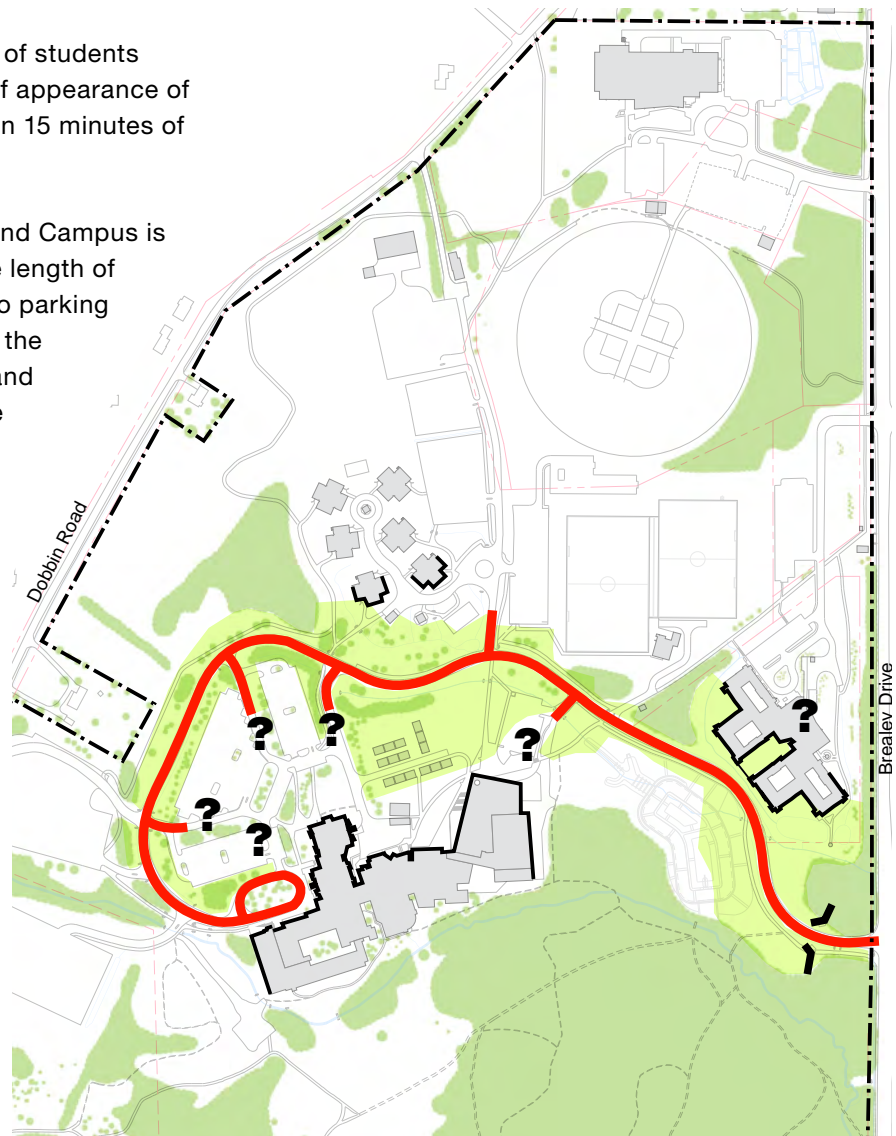 of students
f appearance of
n 15 minutes of
nd Campus is
e length of
o parking
the
and
e
Dobbin Road
Brealey Drive
?
?
?
?
?
?